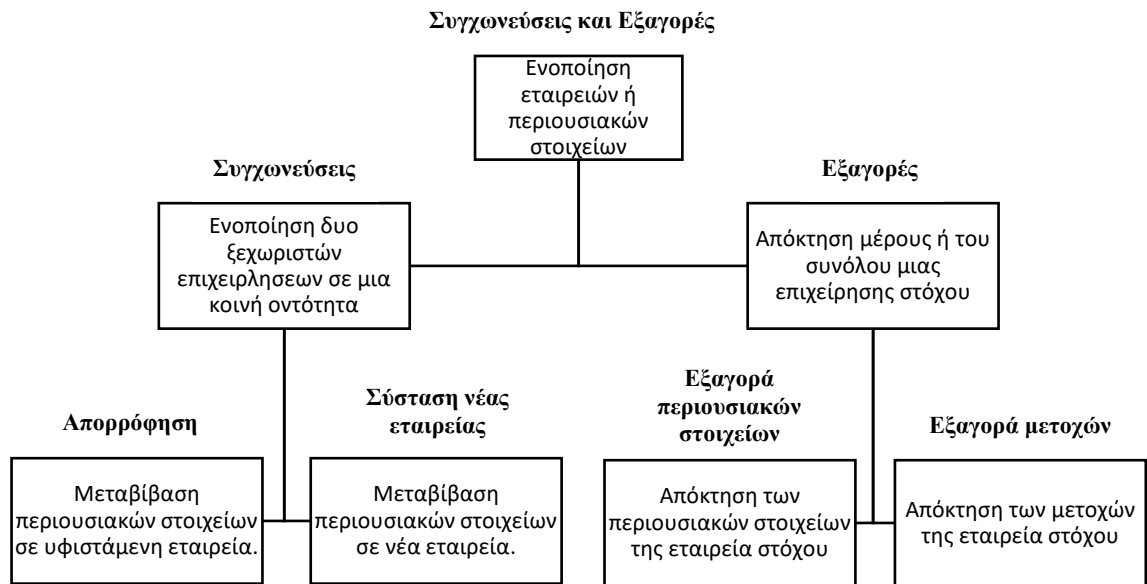 Συγχωνεύσεις και Εξαγορές
Ενοποίηση
εταιρειών ή
περιουσιακών
στοιχείων
Συγχωνεύσεις
Ενοποίηση δυο
ξεχωριστών
επιχειρλησεων σε μια
κοινή οντότητα
Εξαγορές
Απόκτηση μέρους ή του
συνόλου μιας
επιχείρησης στόχου
Απορρόφηση
Μεταβίβαση
περιουσιακών στοιχείων
σε υφιστάμενη εταιρεία.
Σύσταση νέας
εταιρείας
Μεταβίβαση
περιουσιακών στοιχείων
σε νέα εταιρεία.
Εξαγορά
περιουσιακών
στοιχείων
Απόκτηση των
περιουσιακών στοιχείων
της εταιρεία στόχου
Εξαγορά μετοχών
Απόκτηση των μετοχών
της εταιρεία στόχου